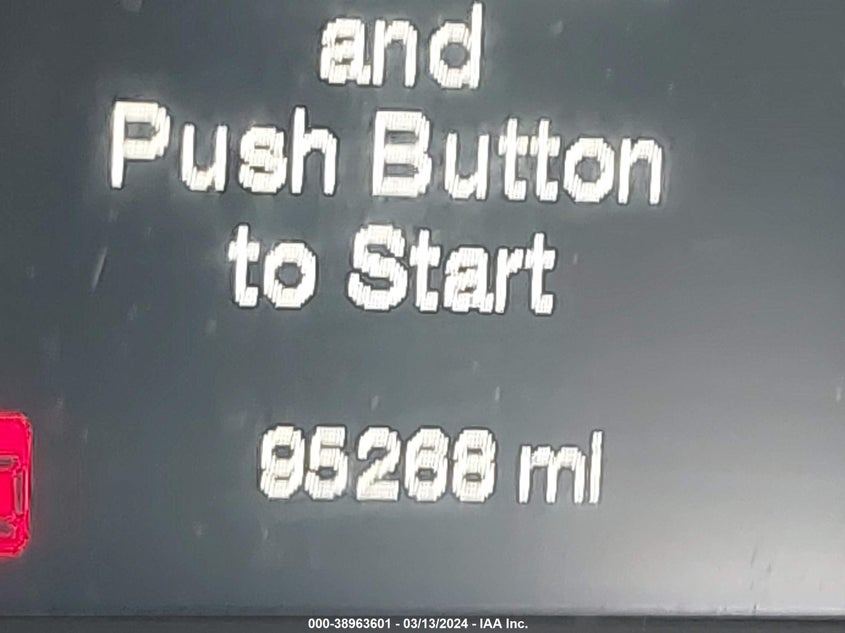 and
Push Button
to Start
95268 mi
000-38963601 - 03/13/2024 - IAA Inc.